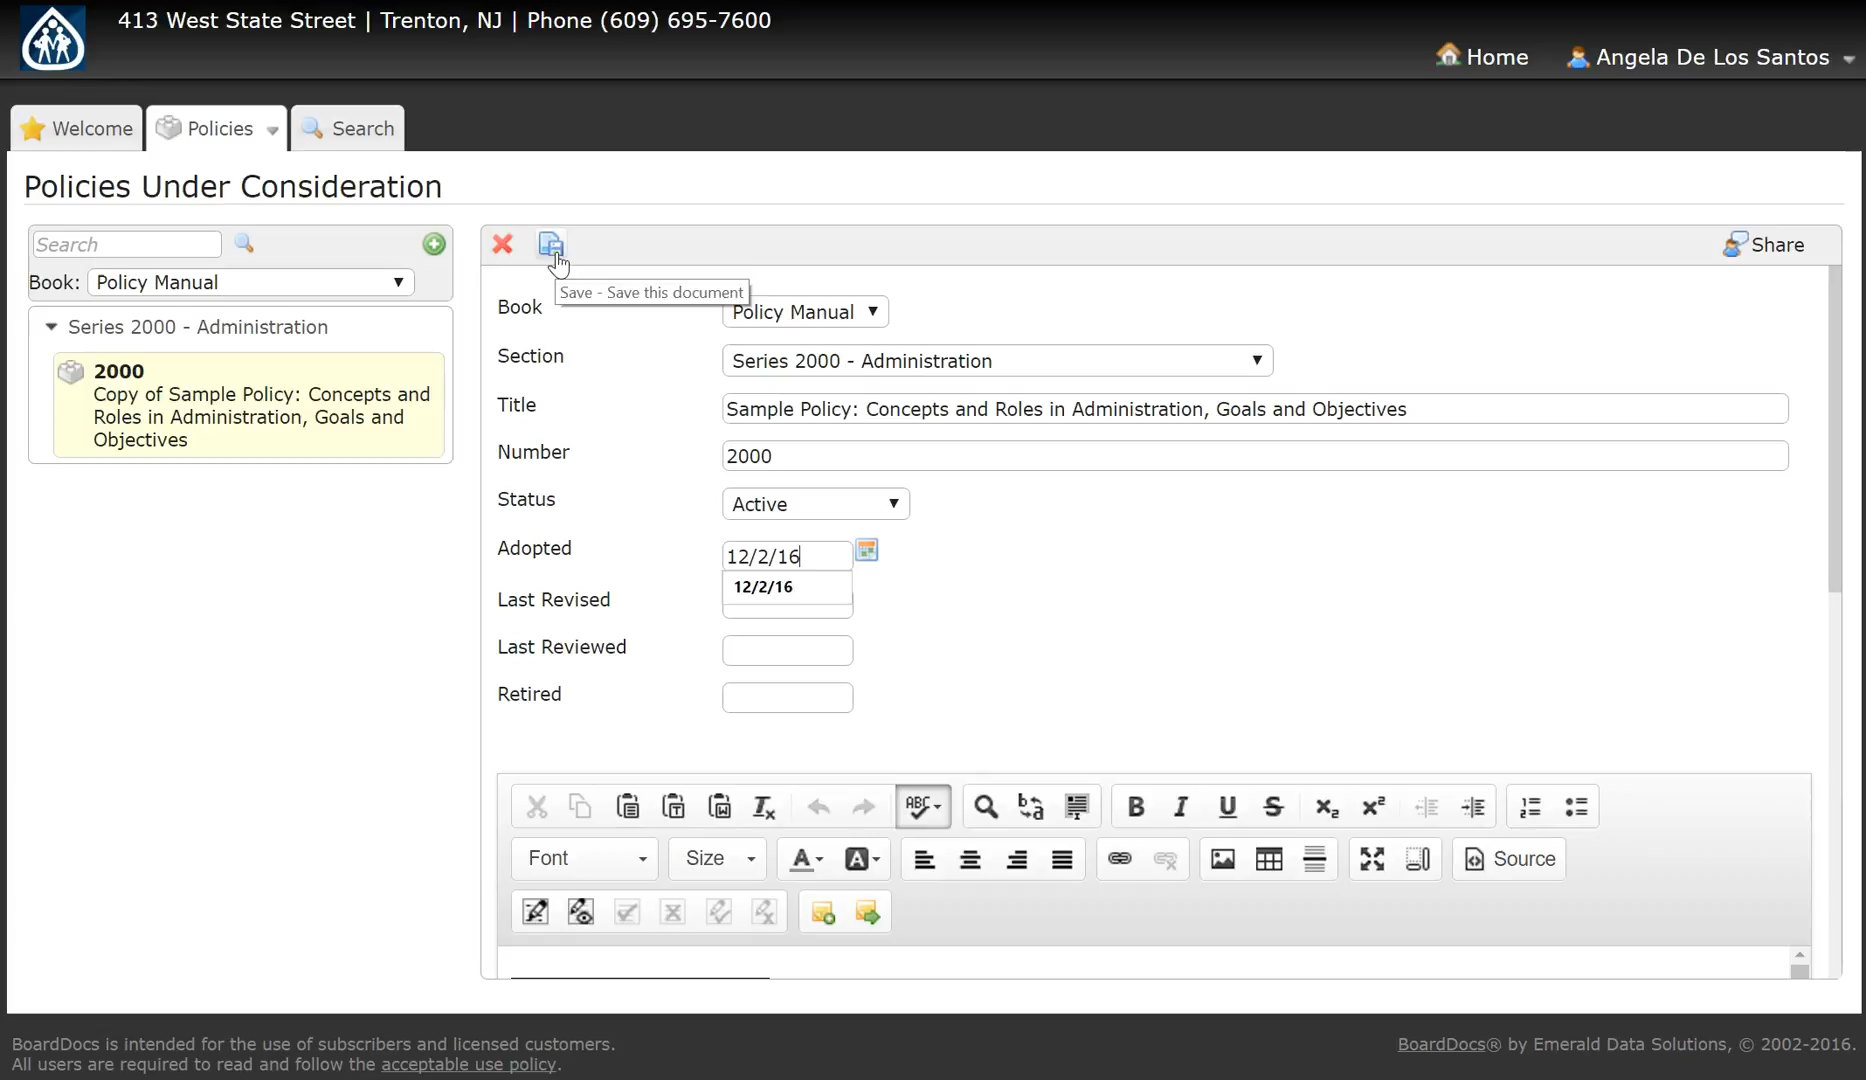 413 West State Street | Trenton, NJ | Phone (609) 695-7600
Home
Angela De Los Santos
Welcome
Policies
Search
Policies Under Consideration
Search
Book: Policy Manual
Series 2000 - Administration
2000
Copy of Sample Policy: Concepts and
Roles in Administration, Goals and
Objectives
Share
Save - Save this document
Book Policy Manual
Section Series 2000 - Administration
Title Sample Policy: Concepts and Roles in Administration, Goals and Objectives
Number 2000
Status Active
Adopted 12/2/16
12/2/16
Last Revised
Last Reviewed
Retired
ABC
Font Size A A Source
BoardDocs is intended for the use of subscribers and licensed customers.
All users are required to read and follow the acceptable use policy.
BoardDocs® by Emerald Data Solutions, © 2002-2016.